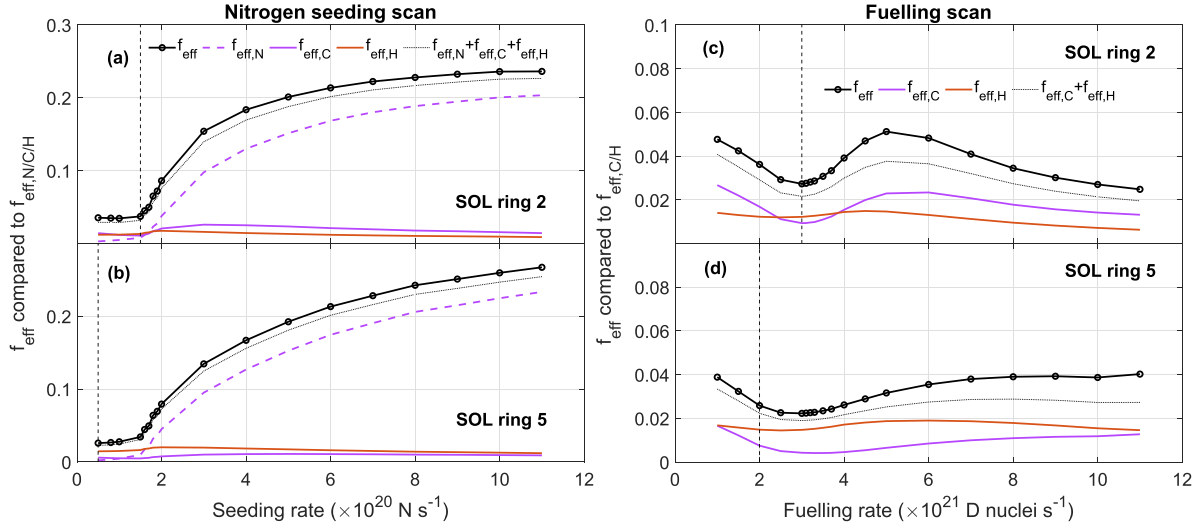 Nitrogen seeding scan
f_eff compared to f_eff,N/C/H
0.3
0.2
0.1
(a)
f_eff f_eff,N f_eff,C f_eff,H f_eff,N+f_eff,C+f_eff,H
SOL ring 2
0.2
0.1
0
(b)
SOL ring 5
0 2 4 6 8 10 12
Seeding rate (×10^20 N s^-1)
Fuelling scan
f_eff compared to f_eff,C/H
0.1
0.08
0.06
0.04
0.02
(c)
SOL ring 2
f_eff f_eff,C f_eff,H f_eff,C+f_eff,H
0.08
0.06
0.04
0.02
0
(d)
SOL ring 5
0 2 4 6 8 10 12
Fuelling rate (×10^21 D nuclei s^-1)